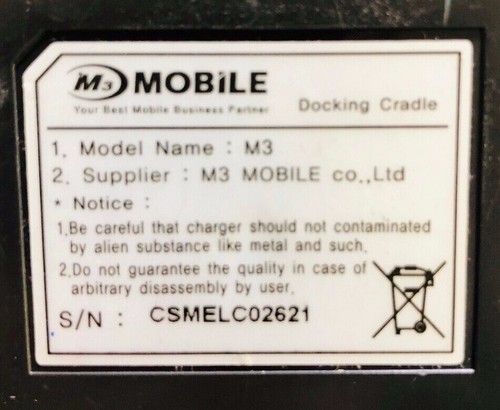 M3 MOBILE
Your Best Mobile Business Partner
Docking Cradle
1. Model Name : M3
2. Supplier : M3 MOBILE co.,Ltd
* Notice :
1.Be careful that charger should not contaminated
by alien substance like metal and such.
2.Do not guarantee the quality in case of
arbitrary disassembly by user.
S/N : CSMELC02621